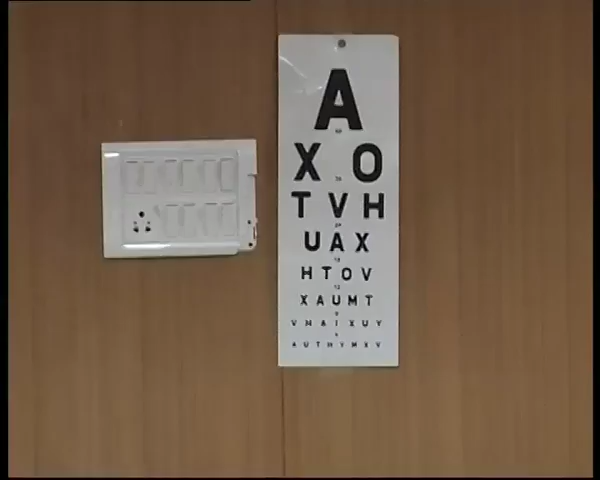 A
X O
T V H
U A X
H T O V
X A U M T